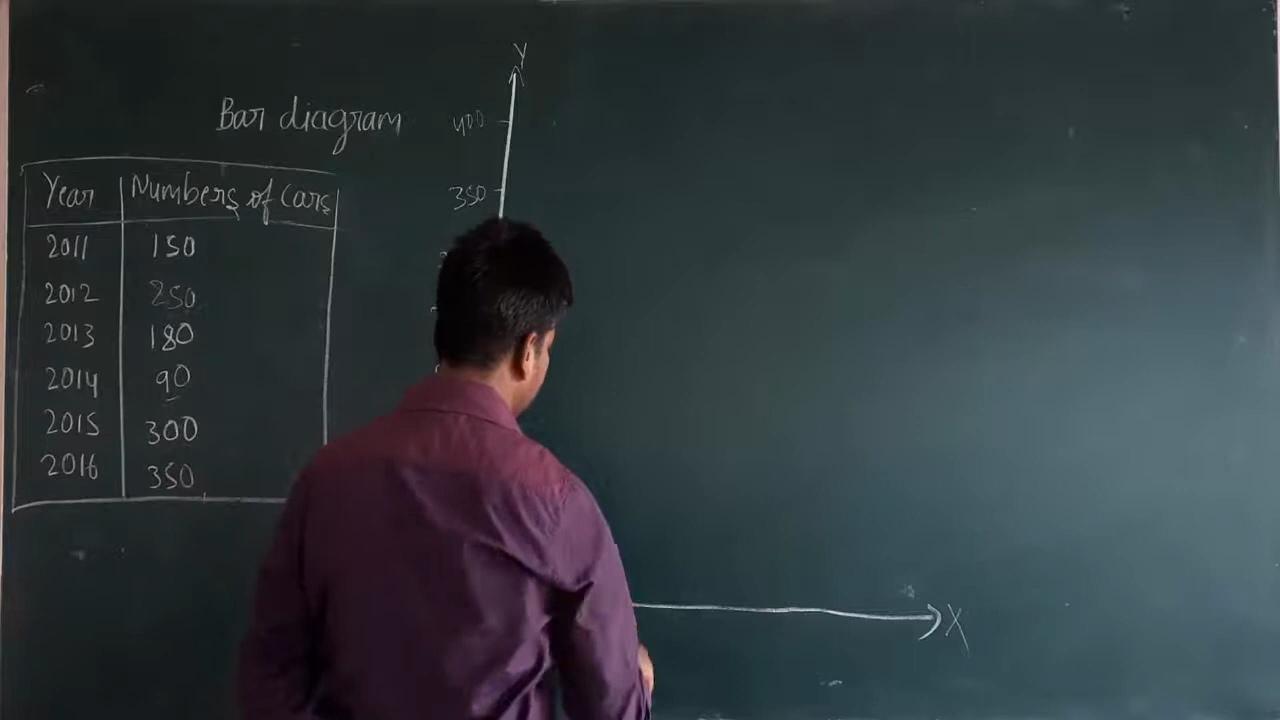 Y
Bar diagram
400
350
Year Numbers of Cars
2011 150
2012 250
2013 180
2014 90
2015 300
2016 350
X